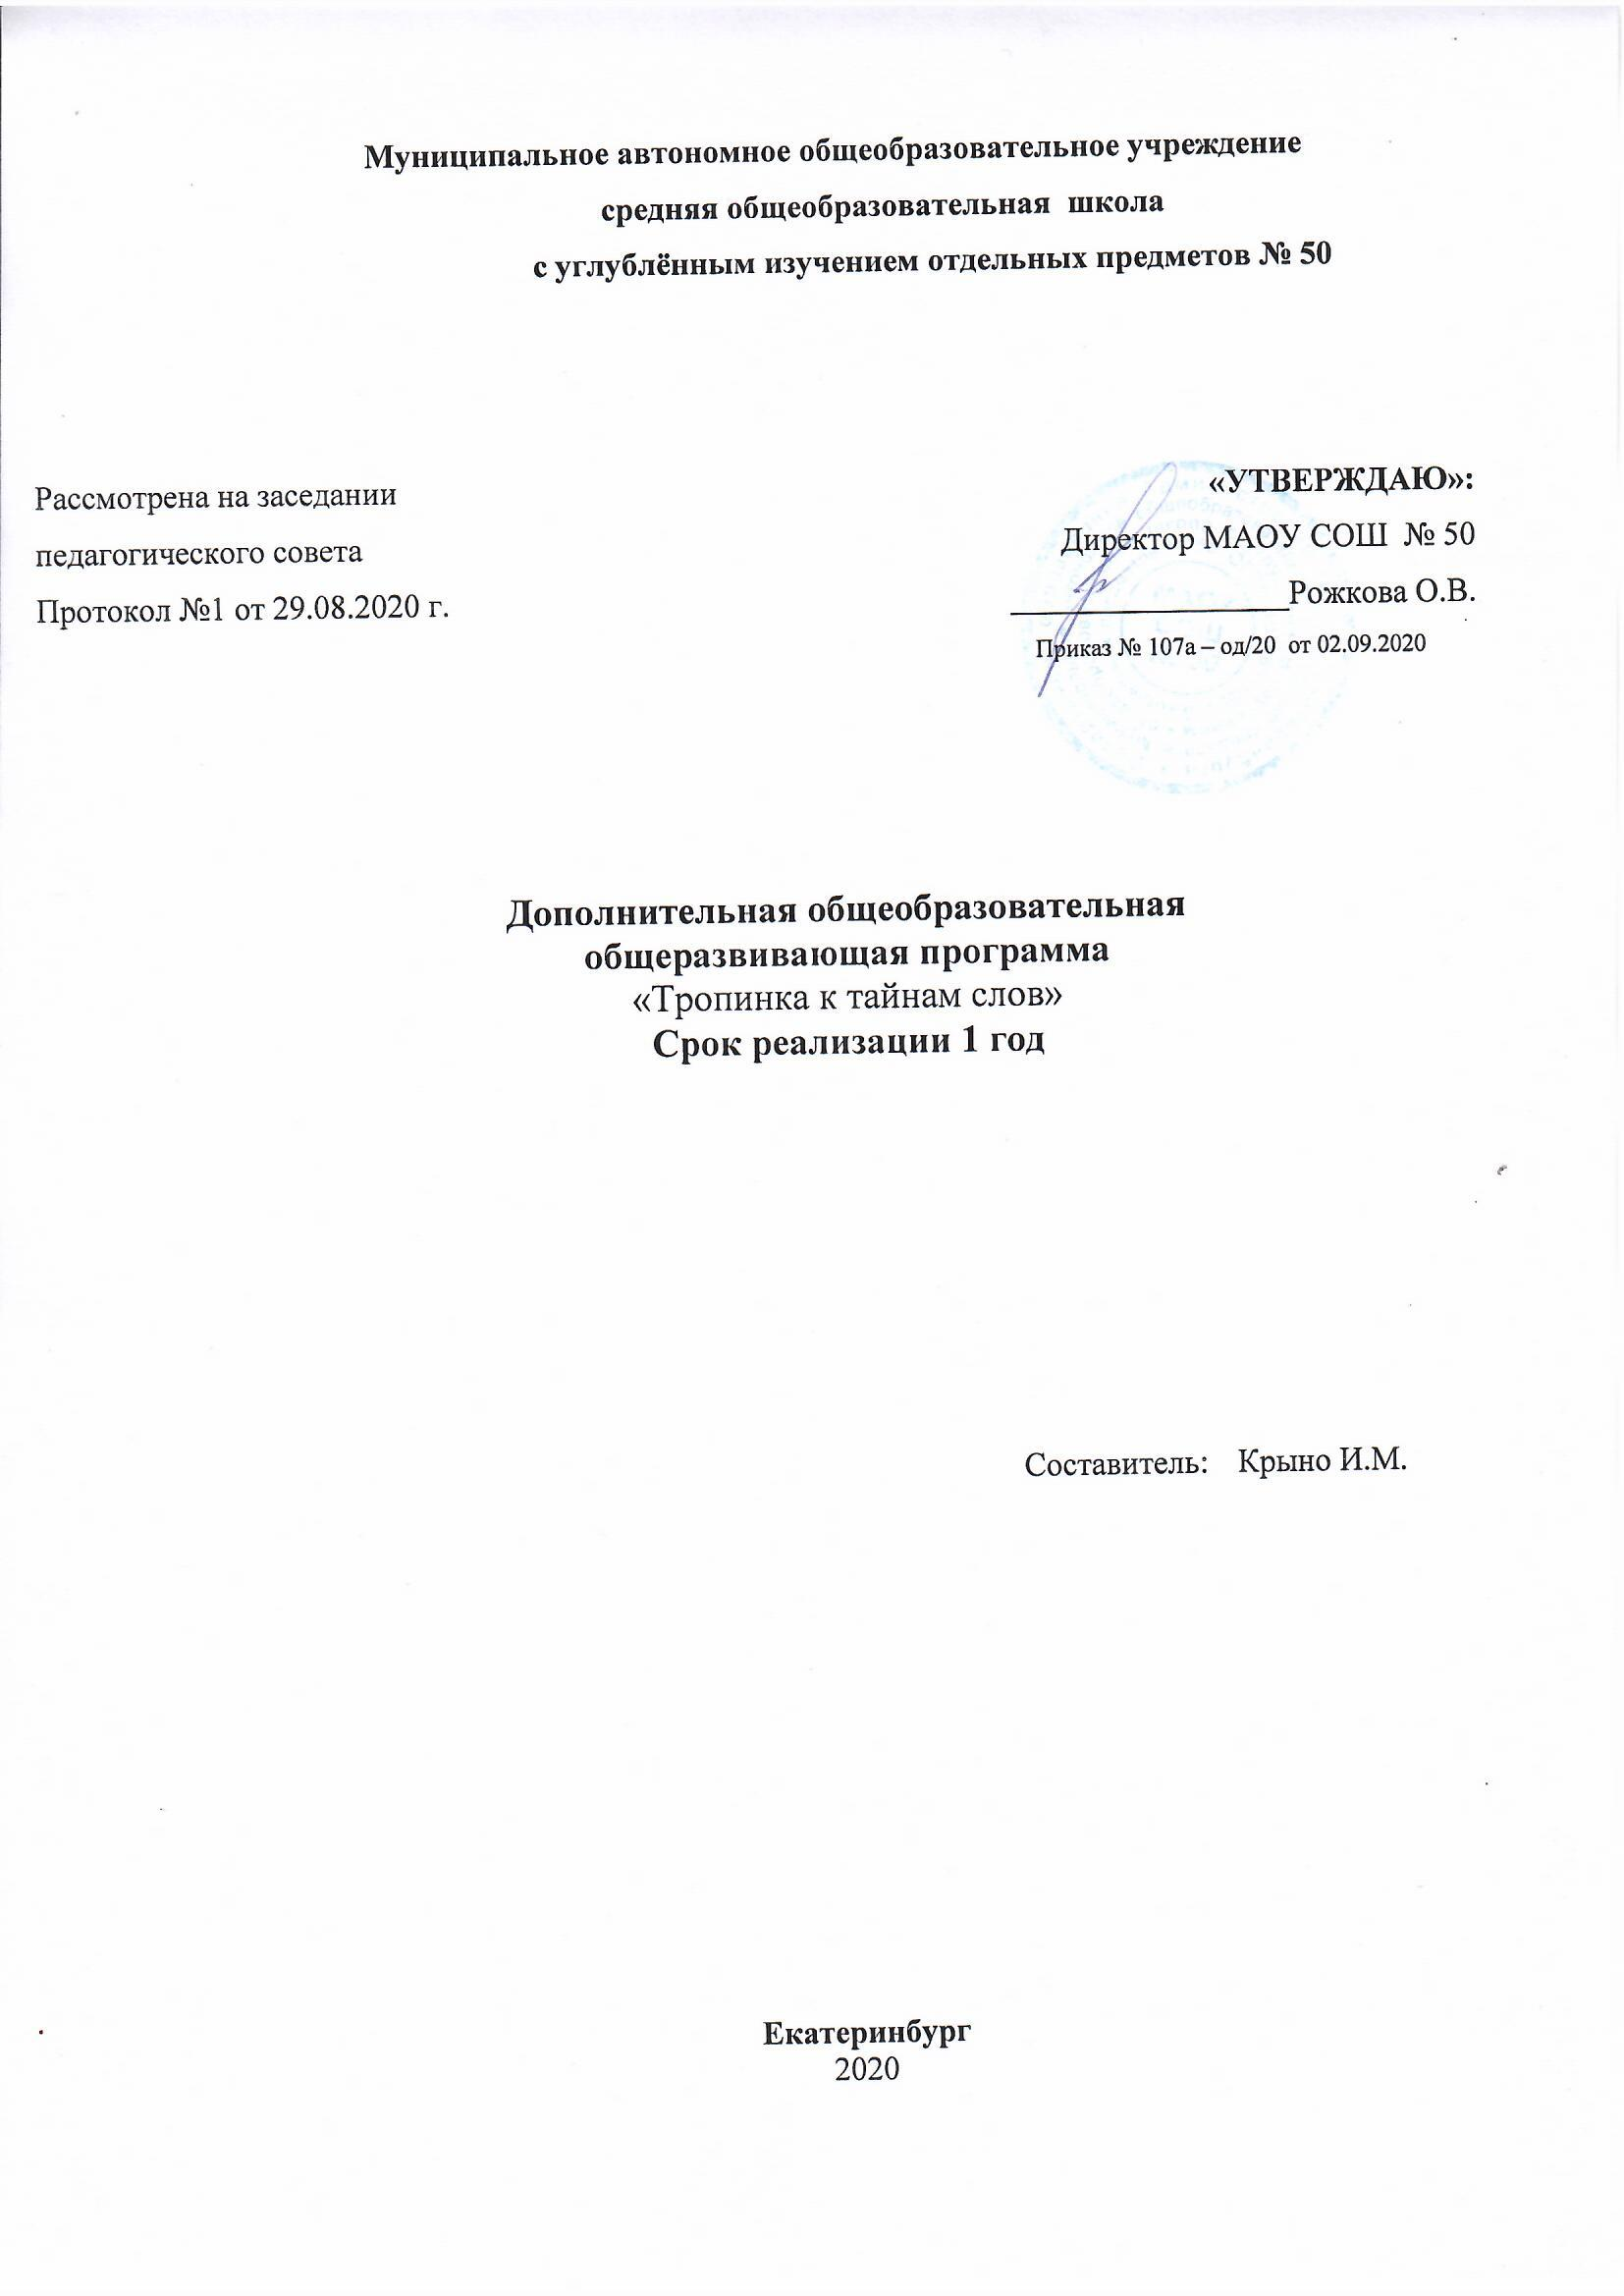 Муниципальное автономное общеобразовательное учреждение
средняя общеобразовательная школа
с углублённым изучением отдельных предметов № 50
Рассмотрена на заседании
педагогического совета
Протокол №1 от 29.08.2020 г.
«УТВЕРЖДАЮ»:
Директор МАОУ СОШ № 50
Рожкова О.В.
Приказ № 107а – од/20 от 02.09.2020
Дополнительная общеобразовательная
общеразвивающая программа
«Тропинка к тайнам слов»
Срок реализации 1 год
Составитель: Крыно И.М.
Екатеринбург
2020